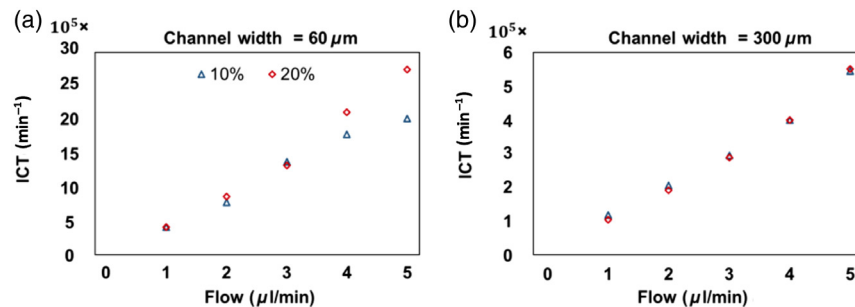 (a)
10⁵×
Channel width = 60 µm
30
25
20
15
10
5
0
ICT (min⁻¹)
10% 20%
0 1 2 3 4 5
Flow (µl/min)
(b)
10⁵×
Channel width = 300 µm
6
5
4
3
2
1
0
ICT (min⁻¹)
0 1 2 3 4 5
Flow (µl/min)